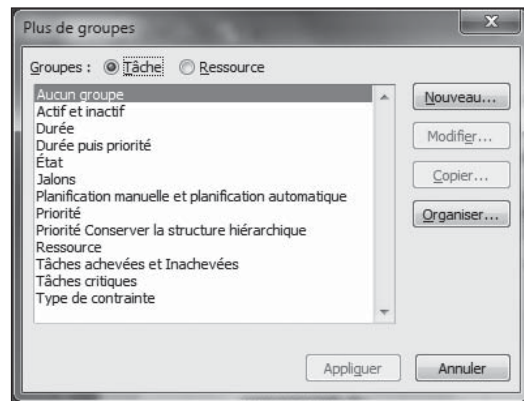 Plus de groupes
Groupes : Tâche Ressource
Aucun groupe
Actif et inactif
Durée
Durée puis priorité
État
Jalons
Planification manuelle et planification automatique
Priorité
Priorité Conserver la structure hiérarchique
Ressource
Tâches achevées et Inachevées
Tâches critiques
Type de contrainte
Nouveau...
Modifier...
Copier...
Organiser...
Appliquer
Annuler